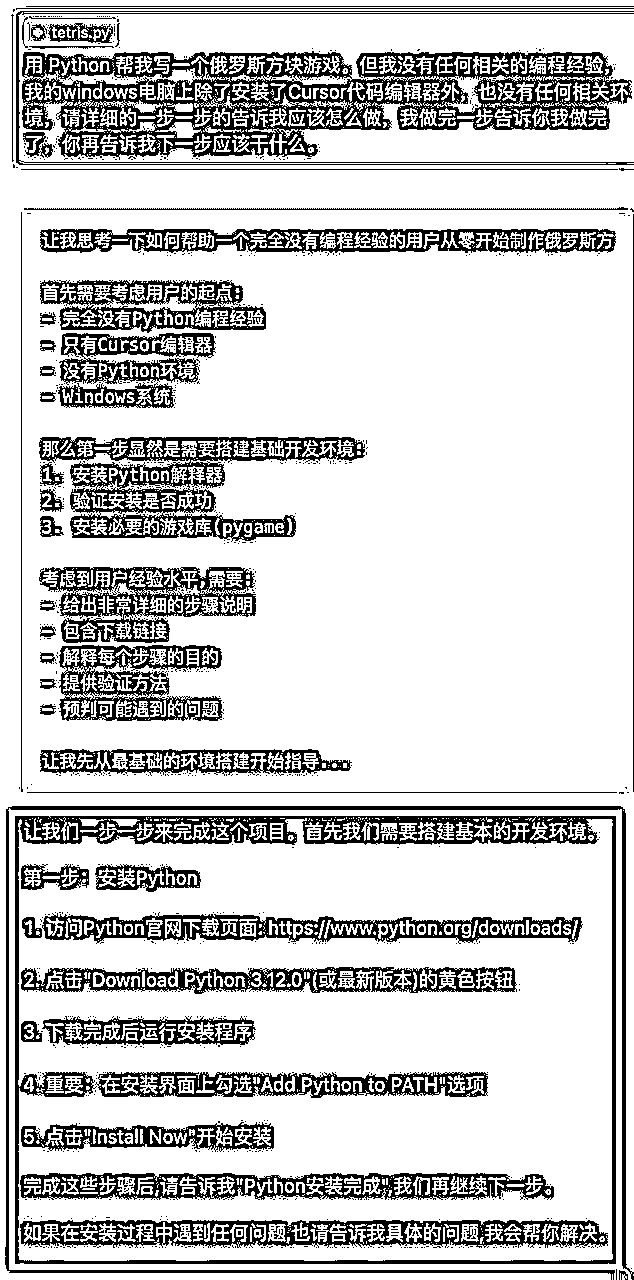 tetris.py
用 Python 帮我写一个俄罗斯方块游戏。但我没有任何相关的编程经验，
我的windows电脑上除了安装了Cursor代码编辑器外，也没有任何相关环
境，请详细的一步一步的告诉我应该怎么做，我做完一步告诉你我做完
了，你再告诉我下一步应该干什么。
让我思考一下如何帮助一个完全没有编程经验的用户从零开始制作俄罗斯方
首先需要考虑用户的起点:
- 完全没有Python编程经验
- 只有Cursor编辑器
- 没有Python环境
- Windows系统
那么第一步显然是需要搭建基础开发环境:
1. 安装Python解释器
2. 验证安装是否成功
3. 安装必要的游戏库(pygame)
考虑到用户经验水平,需要:
- 给出非常详细的步骤说明
- 包含下载链接
- 解释每个步骤的目的
- 提供验证方法
- 预判可能遇到的问题
让我先从最基础的环境搭建开始指导...
让我们一步一步来完成这个项目。首先我们需要搭建基本的开发环境。
第一步：安装Python
1. 访问Python官网下载页面: https://www.python.org/downloads/
2. 点击"Download Python 3.12.0"(或最新版本)的黄色按钮
3. 下载完成后运行安装程序
4. 重要：在安装界面上勾选"Add Python to PATH"选项
5. 点击"Install Now"开始安装
完成这些步骤后,请告诉我"Python安装完成",我们再继续下一步。
如果在安装过程中遇到任何问题,也请告诉我具体的问题,我会帮你解决。